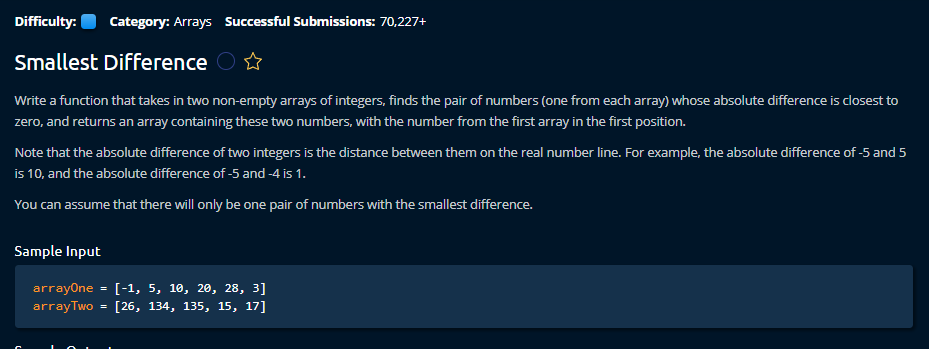 Difficulty: Category: Arrays Successful Submissions: 70,227+
Smallest Difference
Write a function that takes in two non-empty arrays of integers, finds the pair of numbers (one from each array) whose absolute difference is closest to
zero, and returns an array containing these two numbers, with the number from the first array in the first position.
Note that the absolute difference of two integers is the distance between them on the real number line. For example, the absolute difference of -5 and 5
is 10, and the absolute difference of -5 and -4 is 1.
You can assume that there will only be one pair of numbers with the smallest difference.
Sample Input
arrayOne = [-1, 5, 10, 20, 28, 3]
arrayTwo = [26, 134, 135, 15, 17]